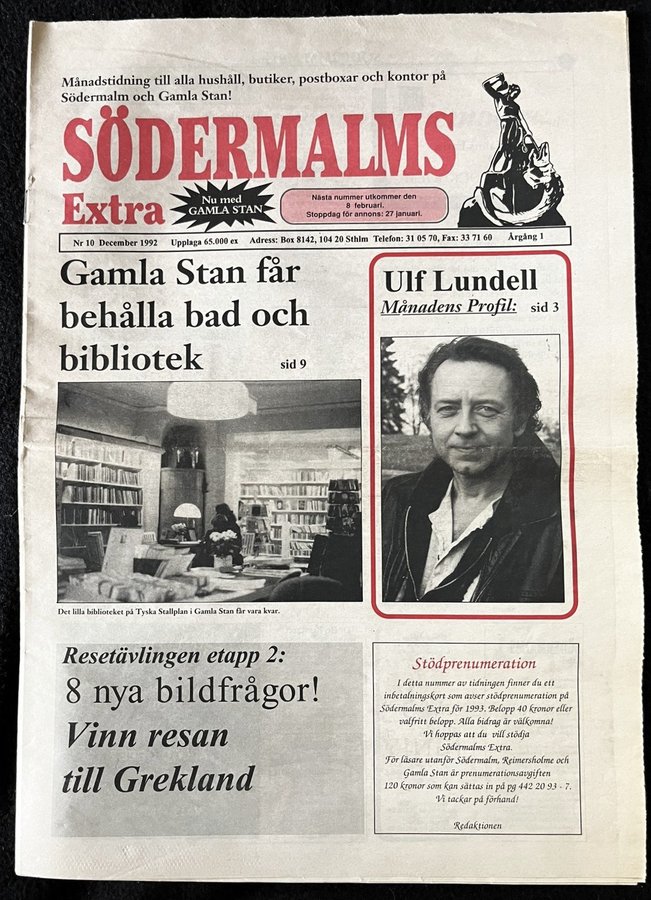 Månadstidning till alla hushåll, butiker, postboxar och kontor på
Södermalm och Gamla Stan!
SÖDERMALMS
Extra
Nu med
GAMLA STAN
Nästa nummer utkommer den
8 februari.
Stoppdag för annons: 27 januari.
Nr 10 December 1992 Upplaga 65.000 ex Adress: Box 8142, 104 20 Sthlm Telefon: 31 05 70, Fax: 33 71 60 Årgång 1
Gamla Stan får
behålla bad och
bibliotek sid 9
Det lilla biblioteket på Tyska Stallplan i Gamla Stan får vara kvar.
Ulf Lundell
Månadens Profil: sid 3
Resetävlingen etapp 2:
8 nya bildfrågor!
Vinn resan
till Grekland
Stödprenumeration
I detta nummer av tidningen finner du ett
inbetalningskort som avser stödprenumeration på
Södermalms Extra för 1993. Belopp 40 kronor eller
valfritt belopp. Alla bidrag är välkomna!
Vi hoppas att du vill stödja
Södermalms Extra.
För läsare utanför Södermalm, Reimersholme och
Gamla Stan är prenumerationsavgiften
120 kronor som kan sättas in på pg 442 20 93 - 7.
Vi tackar på förhand!
Redaktionen